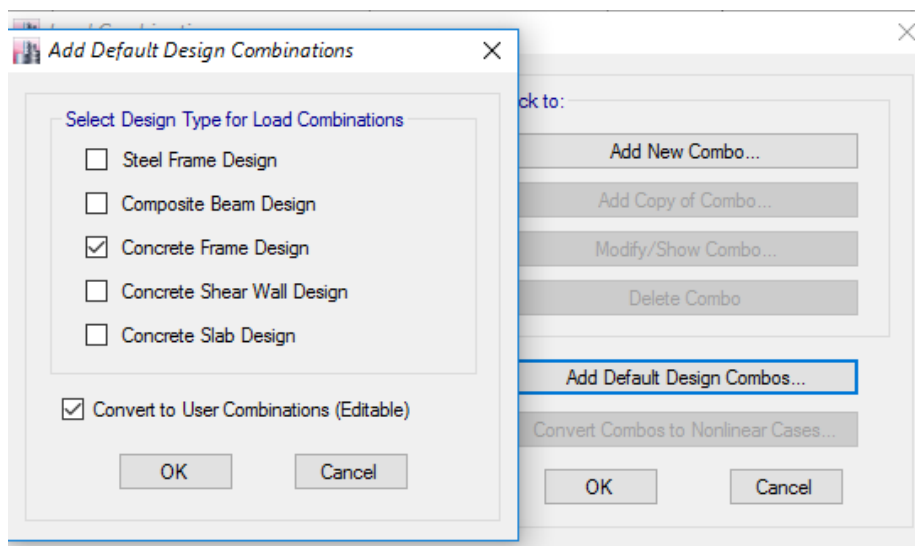 Add Default Design Combinations
Select Design Type for Load Combinations
Steel Frame Design
Composite Beam Design
Concrete Frame Design
Concrete Shear Wall Design
Concrete Slab Design
Convert to User Combinations (Editable)
OK
Cancel
ck to:
Add New Combo...
Add Copy of Combo...
Modify/Show Combo...
Delete Combo
Add Default Design Combos...
Convert Combos to Nonlinear Cases...
OK
Cancel